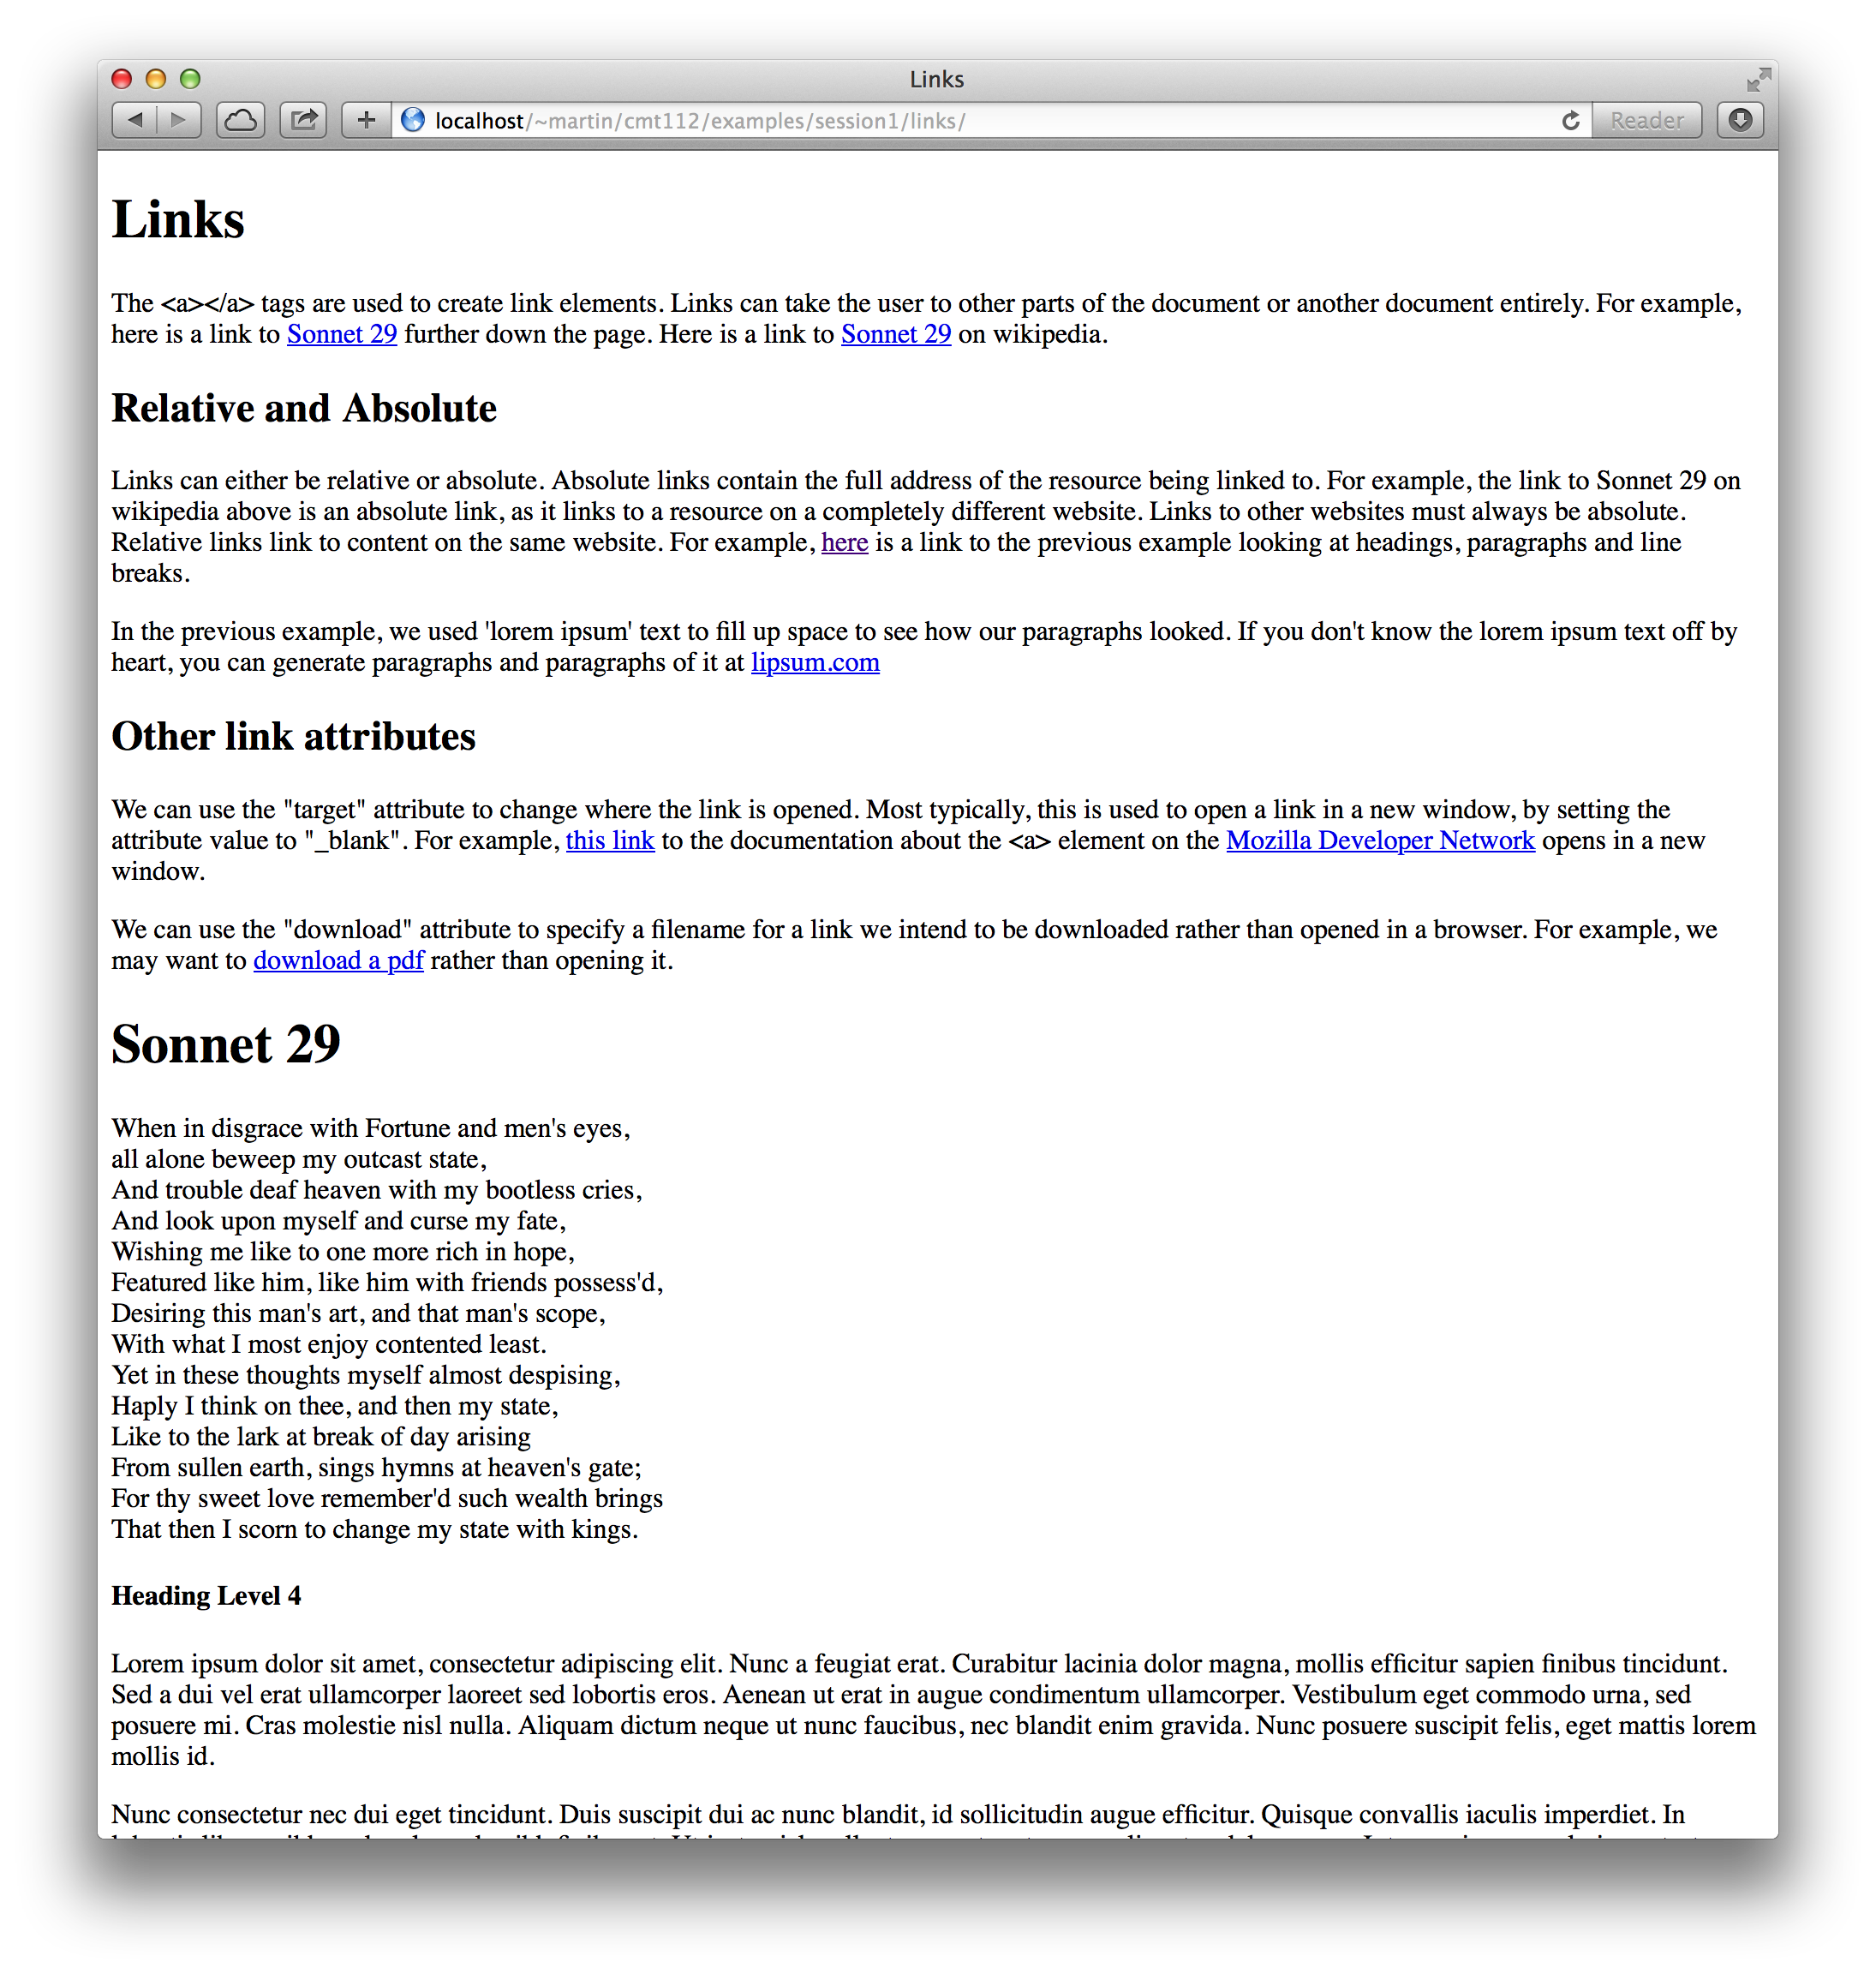 Links
localhost/~martin/cmt112/examples/session1/links/
Reader
Links
The <a></a> tags are used to create link elements. Links can take the user to other parts of the document or another document entirely. For example,
here is a link to Sonnet 29 further down the page. Here is a link to Sonnet 29 on wikipedia.
Relative and Absolute
Links can either be relative or absolute. Absolute links contain the full address of the resource being linked to. For example, the link to Sonnet 29 on
wikipedia above is an absolute link, as it links to a resource on a completely different website. Links to other websites must always be absolute.
Relative links link to content on the same website. For example, here is a link to the previous example looking at headings, paragraphs and line
breaks.
In the previous example, we used 'lorem ipsum' text to fill up space to see how our paragraphs looked. If you don't know the lorem ipsum text off by
heart, you can generate paragraphs and paragraphs of it at lipsum.com
Other link attributes
We can use the "target" attribute to change where the link is opened. Most typically, this is used to open a link in a new window, by setting the
attribute value to "_blank". For example, this link to the documentation about the <a> element on the Mozilla Developer Network opens in a new
window.
We can use the "download" attribute to specify a filename for a link we intend to be downloaded rather than opened in a browser. For example, we
may want to download a pdf rather than opening it.
Sonnet 29
When in disgrace with Fortune and men's eyes,
all alone beweep my outcast state,
And trouble deaf heaven with my bootless cries,
And look upon myself and curse my fate,
Wishing me like to one more rich in hope,
Featured like him, like him with friends possess'd,
Desiring this man's art, and that man's scope,
With what I most enjoy contented least.
Yet in these thoughts myself almost despising,
Haply I think on thee, and then my state,
Like to the lark at break of day arising
From sullen earth, sings hymns at heaven's gate;
For thy sweet love remember'd such wealth brings
That then I scorn to change my state with kings.
Heading Level 4
Lorem ipsum dolor sit amet, consectetur adipiscing elit. Nunc a feugiat erat. Curabitur lacinia dolor magna, mollis efficitur sapien finibus tincidunt.
Sed a dui vel erat ullamcorper laoreet sed lobortis eros. Aenean ut erat in augue condimentum ullamcorper. Vestibulum eget commodo urna, sed
posuere mi. Cras molestie nisl nulla. Aliquam dictum neque ut nunc faucibus, nec blandit enim gravida. Nunc posuere suscipit felis, eget mattis lorem
mollis id.
Nunc consectetur nec dui eget tincidunt. Duis suscipit dui ac nunc blandit, id sollicitudin augue efficitur. Quisque convallis iaculis imperdiet. In